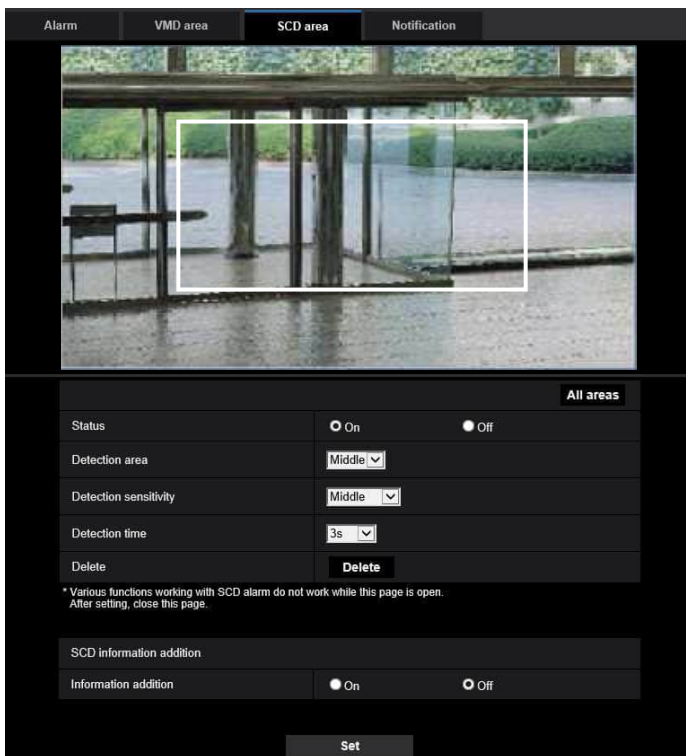 Alarm VMD area SCD area Notification
All areas
Status On Off
Detection area Middle
Detection sensitivity Middle
Detection time 3s
Delete Delete
* Various functions working with SCD alarm do not work while this page is open.
After setting, close this page.
SCD information addition
Information addition On Off
Set